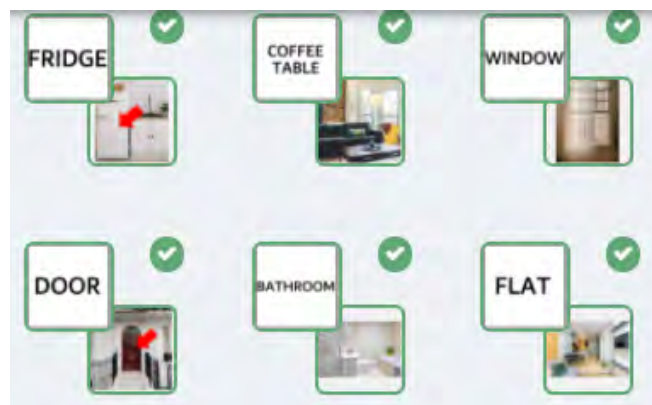 FRIDGE
COFFEE
TABLE
WINDOW
DOOR
BATHROOM
FLAT